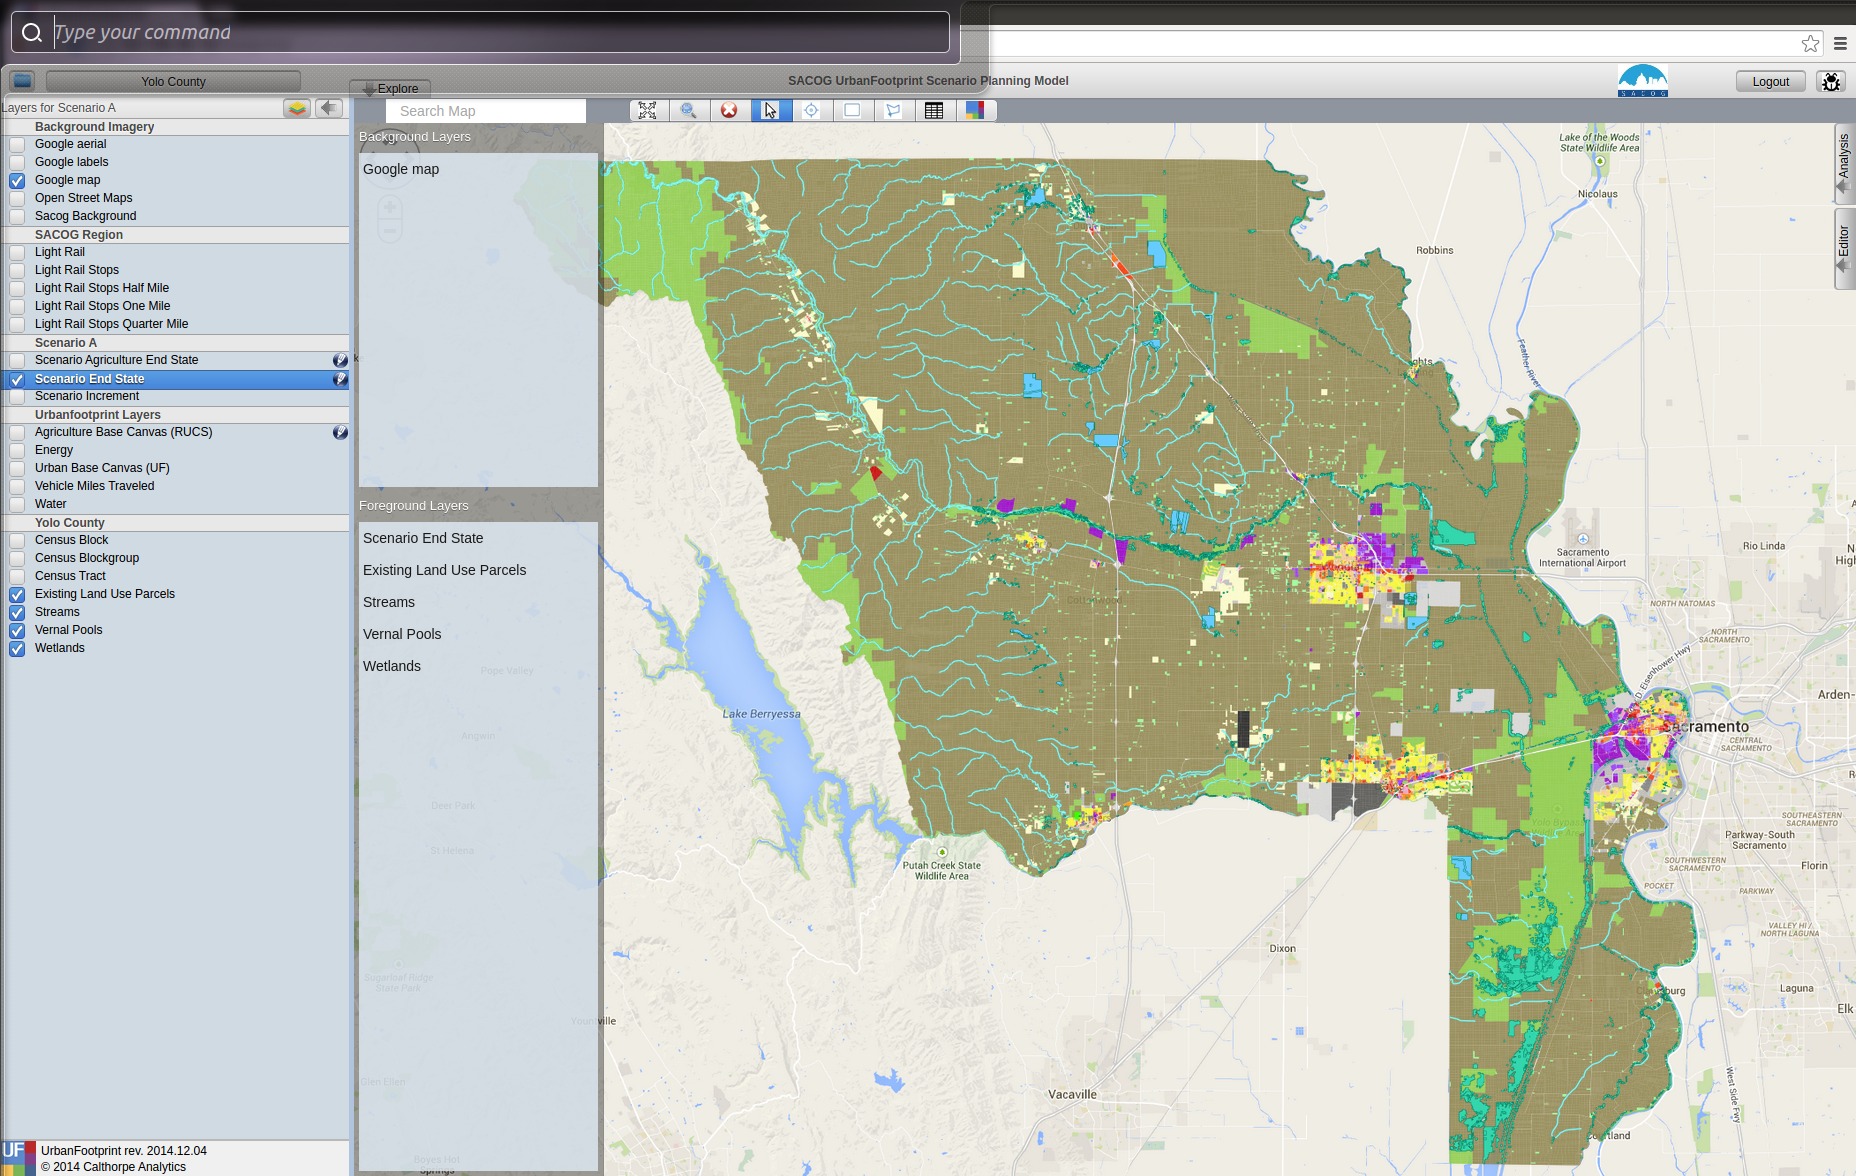 Type your command
Yolo County
Explore
SACOG UrbanFootprint Scenario Planning Model
SACOG
Logout
Layers for Scenario A
Search Map
Background Imagery
Google aerial
Google labels
Google map
Open Street Maps
Sacog Background
SACOG Region
Light Rail
Light Rail Stops
Light Rail Stops Half Mile
Light Rail Stops One Mile
Light Rail Stops Quarter Mile
Scenario A
Scenario Agriculture End State
Scenario End State
Scenario Increment
Urbanfootprint Layers
Agriculture Base Canvas (RUCS)
Energy
Urban Base Canvas (UF)
Vehicle Miles Traveled
Water
Yolo County
Census Block
Census Blockgroup
Census Tract
Existing Land Use Parcels
Streams
Vernal Pools
Wetlands
UF
UrbanFootprint rev. 2014.12.04
© 2014 Calthorpe Analytics
Background Layers
Google map
Foreground Layers
Scenario End State
Existing Land Use Parcels
Streams
Vernal Pools
Wetlands
Pope Valley
Angwin
Deer Park
St Helena
Sugarloaf Ridge
State Park
Yountville
Glen Ellen
Boyes Hot
Springs
Analysis
Editor
Lake of the Woods
State Wildlife Area
Nicolaus
Robbins
Feather River
Sacramento
International Airport
Rio Linda
NORTH NATOMAS
NORTH
SACRAMENTO
D. Eisenhower Hwy
Arden-
Sacramento
CENTRAL
SACRAMENTO
Lake Berryessa
Putah Creek State
Wildlife Area
SOUTHEASTERN
SACRAMENTO
Parkway-South
Sacramento
SOUTHWESTERN
SACRAMENTO
Florin
POCKET
PARKWAY
VALLEY HI /
NORTH LAGUNA
Dixon
Laguna
Elk
Vacaville
West Side Fwy